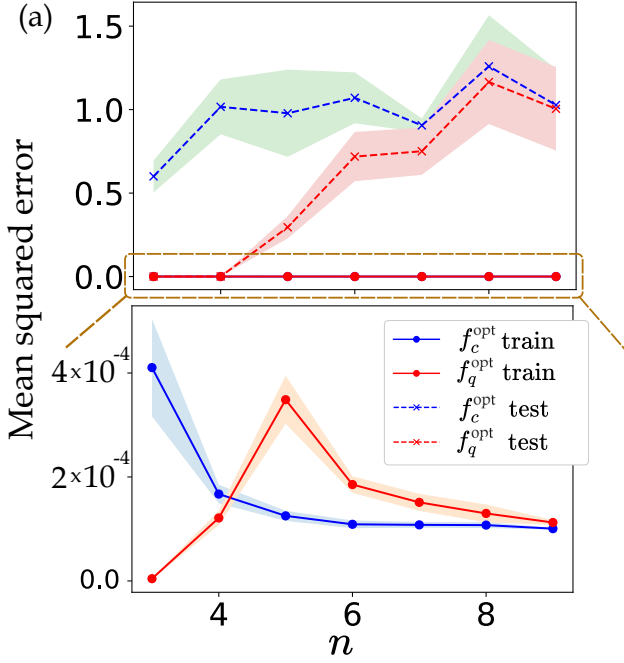 (a)
Mean squared error
1.5
1.0
0.5
0.0
4×10⁻⁴
2×10⁻⁴
0.0
f_c^opt train
f_q^opt train
f_c^opt test
f_q^opt test
4 6 8
n